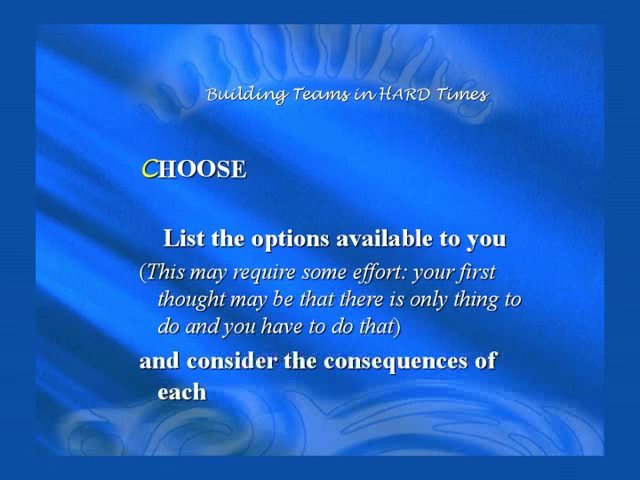 Building Teams in HARD Times
CHOOSE
List the options available to you
(This may require some effort: your first
thought may be that there is only thing to
do and you have to do that)
and consider the consequences of
each